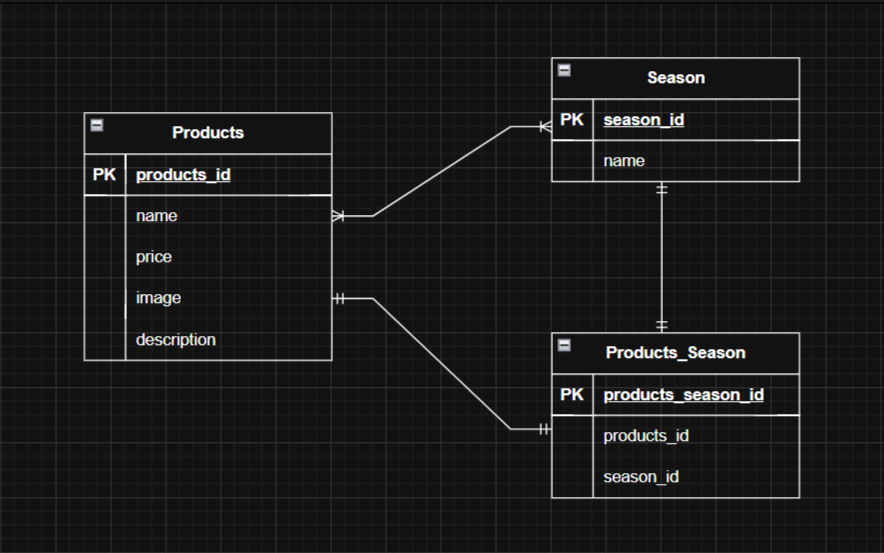 Products
PK products_id
name
price
image
description
Season
PK season_id
name
Products_Season
PK products_season_id
products_id
season_id